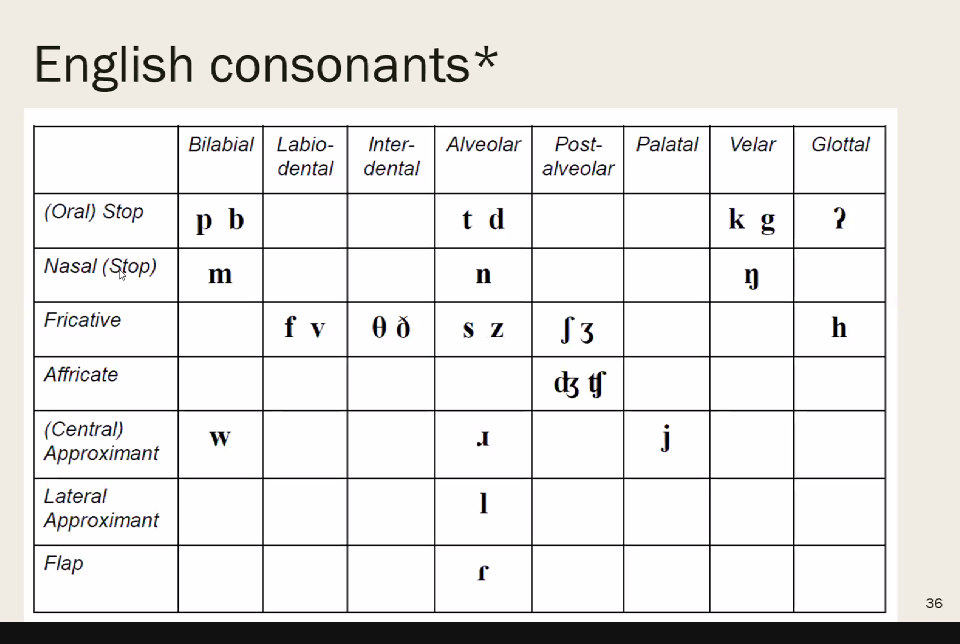 English consonants*
Bilabial Labio-dental Inter-dental Alveolar Post-alveolar Palatal Velar Glottal
(Oral) Stop p b t d k g ʔ
Nasal (Stop) m n ŋ
Fricative f v θ ð s z ʃ ʒ h
Affricate ʤ ʧ
(Central) Approximant w ɹ j
Lateral Approximant l
Flap ɾ
36